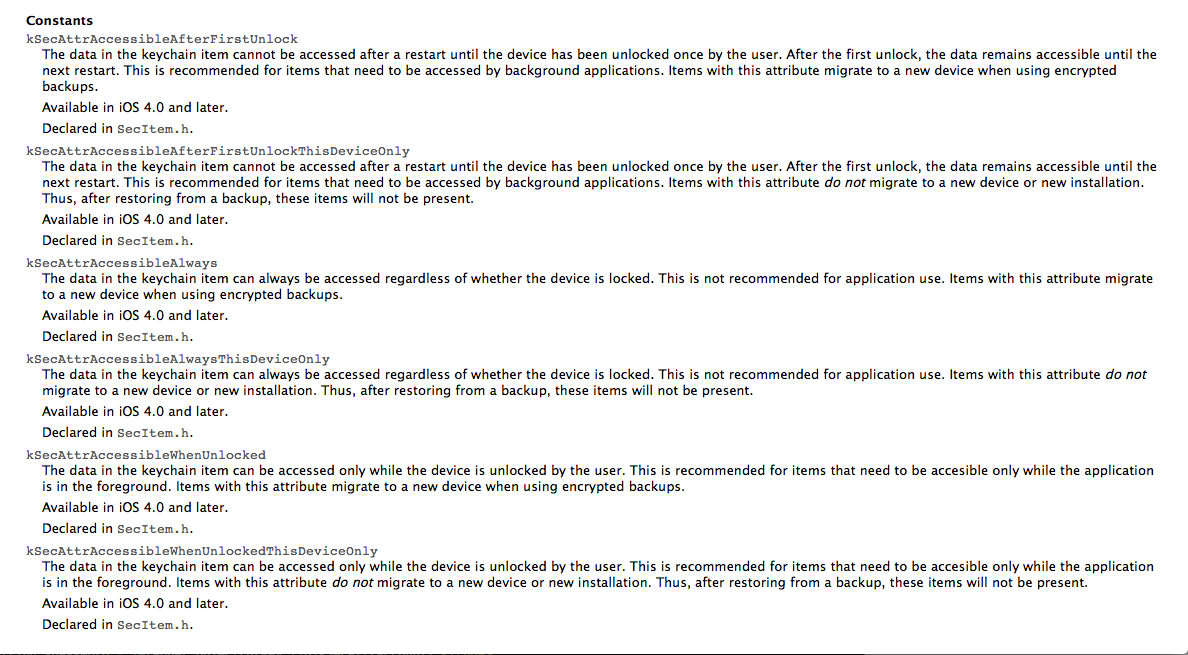 Constants
kSecAttrAccessibleAfterFirstUnlock
The data in the keychain item cannot be accessed after a restart until the device has been unlocked once by the user. After the first unlock, the data remains accessible until the
next restart. This is recommended for items that need to be accessed by background applications. Items with this attribute migrate to a new device when using encrypted
backups.
Available in iOS 4.0 and later.
Declared in SecItem.h.
kSecAttrAccessibleAfterFirstUnlockThisDeviceOnly
The data in the keychain item cannot be accessed after a restart until the device has been unlocked once by the user. After the first unlock, the data remains accessible until the
next restart. This is recommended for items that need to be accessed by background applications. Items with this attribute do not migrate to a new device or new installation.
Thus, after restoring from a backup, these items will not be present.
Available in iOS 4.0 and later.
Declared in SecItem.h.
kSecAttrAccessibleAlways
The data in the keychain item can always be accessed regardless of whether the device is locked. This is not recommended for application use. Items with this attribute migrate
to a new device when using encrypted backups.
Available in iOS 4.0 and later.
Declared in SecItem.h.
kSecAttrAccessibleAlwaysThisDeviceOnly
The data in the keychain item can always be accessed regardless of whether the device is locked. This is not recommended for application use. Items with this attribute do not
migrate to a new device or new installation. Thus, after restoring from a backup, these items will not be present.
Available in iOS 4.0 and later.
Declared in SecItem.h.
kSecAttrAccessibleWhenUnlocked
The data in the keychain item can be accessed only while the device is unlocked by the user. This is recommended for items that need to be accesible only while the application
is in the foreground. Items with this attribute migrate to a new device when using encrypted backups.
Available in iOS 4.0 and later.
Declared in SecItem.h.
kSecAttrAccessibleWhenUnlockedThisDeviceOnly
The data in the keychain item can be accessed only while the device is unlocked by the user. This is recommended for items that need to be accesible only while the application
is in the foreground. Items with this attribute do not migrate to a new device or new installation. Thus, after restoring from a backup, these items will not be present.
Available in iOS 4.0 and later.
Declared in SecItem.h.